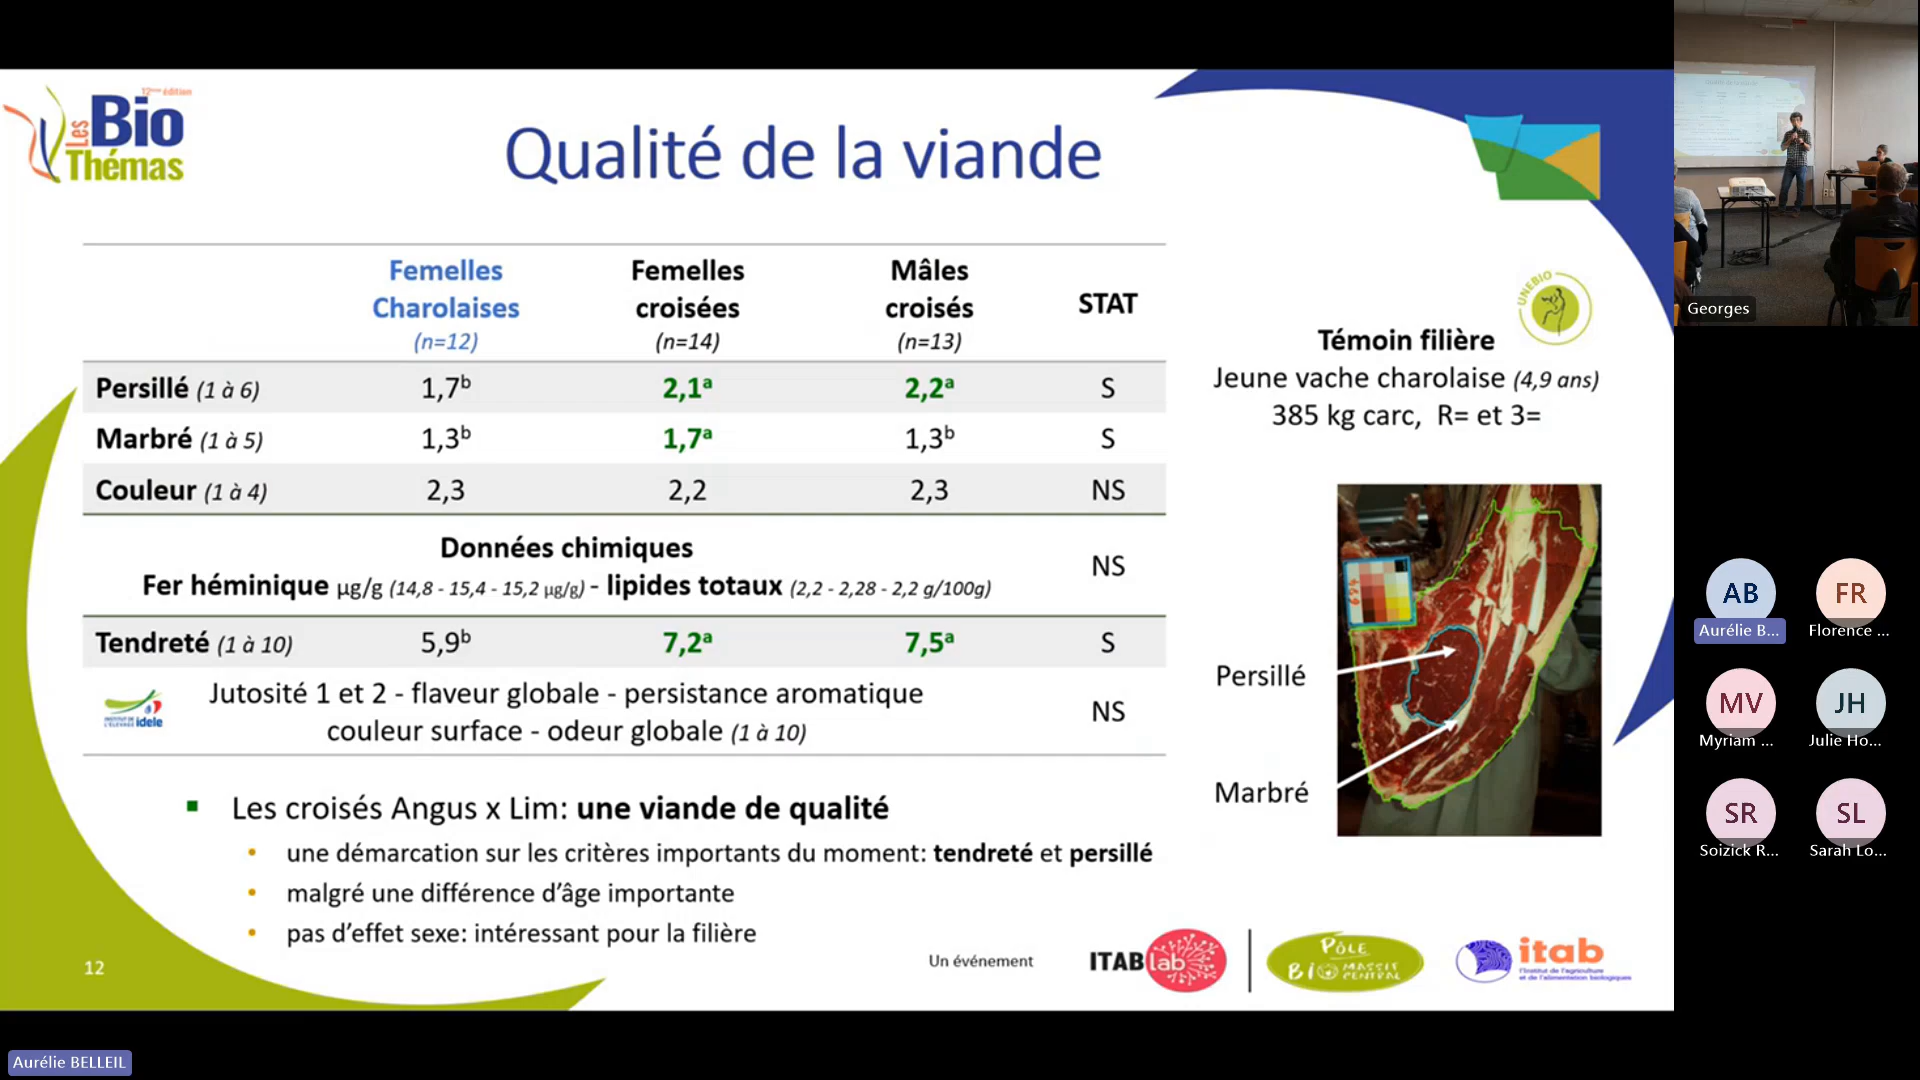 12ème édition
Les
Bio
Thémas
Qualité de la viande
Femelles Charolaises (n=12)
Femelles croisées (n=14)
Mâles croisés (n=13)
STAT
Persillé (1 à 6) 1,7b 2,1a 2,2a S
Marbré (1 à 5) 1,3b 1,7a 1,3b S
Couleur (1 à 4) 2,3 2,2 2,3 NS
Données chimiques
Fer héminique µg/g (14,8 - 15,4 - 15,2 µg/g) - lipides totaux (2,2 - 2,28 - 2,2 g/100g)
NS
Tendreté (1 à 10) 5,9b 7,2a 7,5a S
INSTITUT DE L'ELEVAGE idele
Jutosité 1 et 2 - flaveur globale - persistance aromatique
couleur surface - odeur globale (1 à 10)
NS
▪ Les croisés Angus x Lim: une viande de qualité
• une démarcation sur les critères importants du moment: tendreté et persillé
• malgré une différence d'âge importante
• pas d'effet sexe: intéressant pour la filière
UNEBIO
Témoin filière
Jeune vache charolaise (4,9 ans)
385 kg carc, R= et 3=
Persillé
Marbré
12
Un événement
ITAB lab
PÔLE
BIO MASSIF CENTRAL
itab
l'Institut de l'agriculture
et de l'alimentation biologiques
Georges
AB
Aurélie B...
FR
Florence ...
MV
Myriam ...
JH
Julie Ho...
SR
Soizick R...
SL
Sarah Lo...
Aurélie BELLEIL